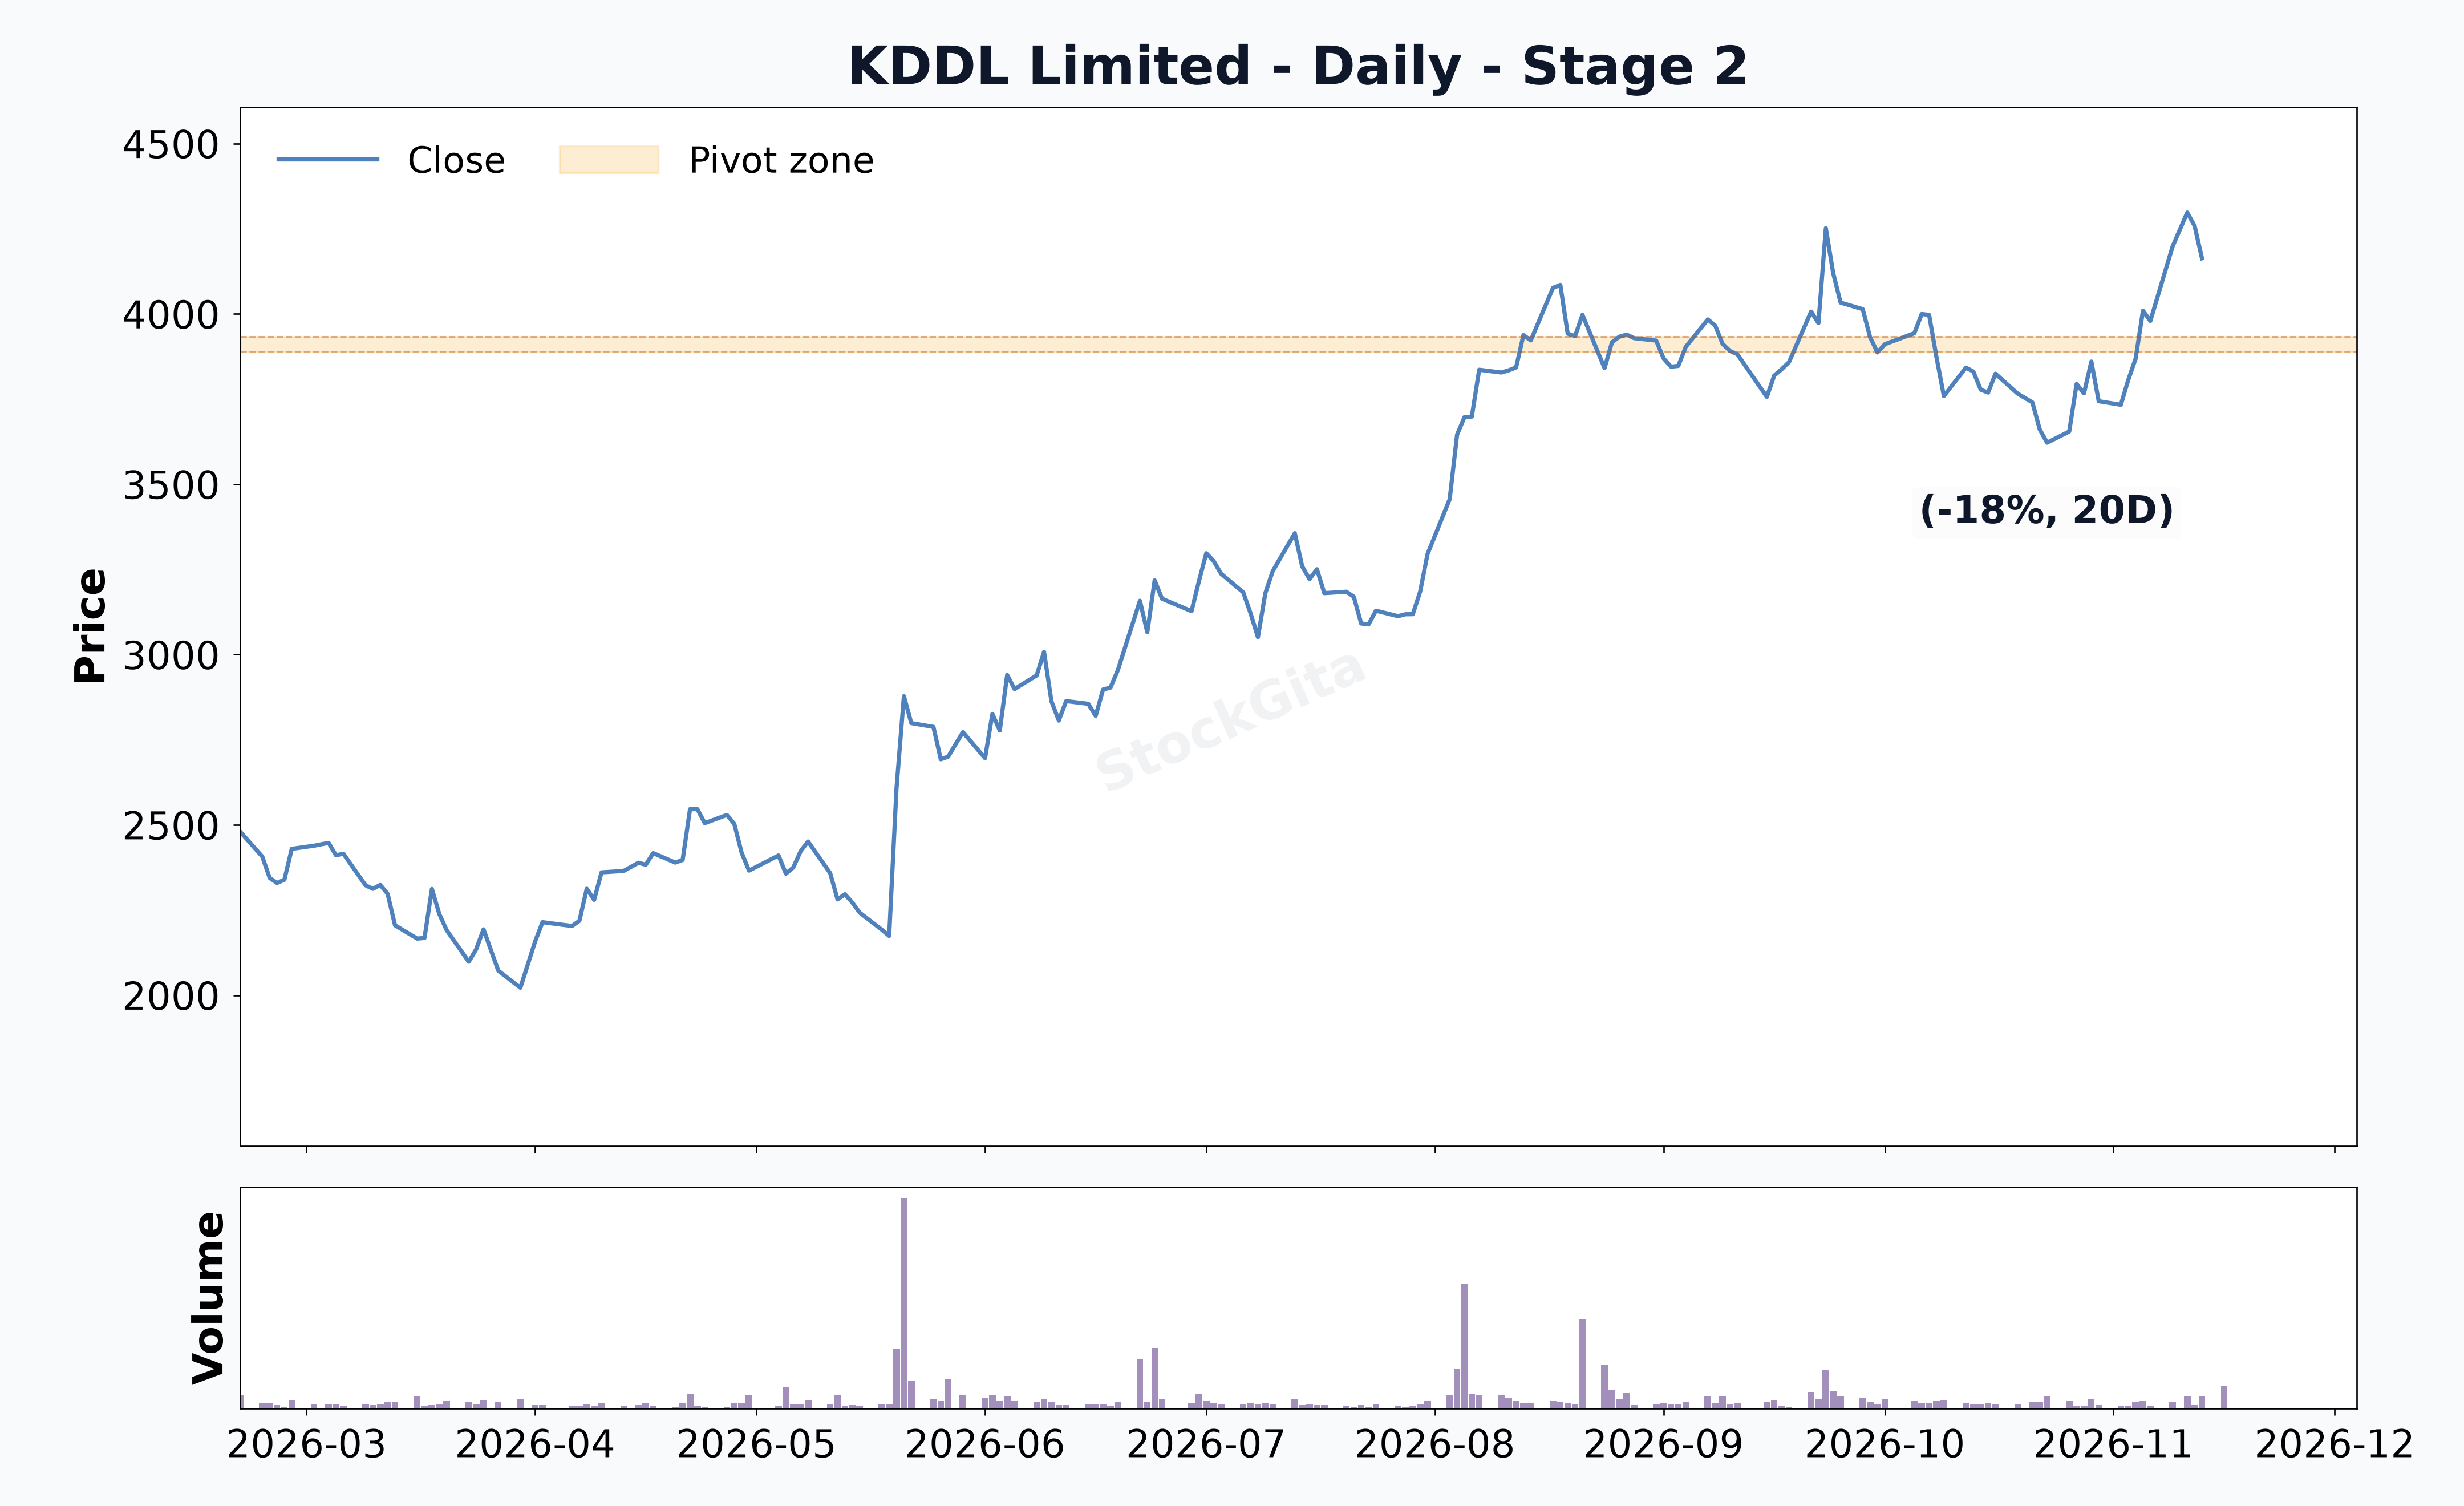 KDDL Limited - Daily - Stage 2
Close
Pivot zone
4500
4000
3500
3000
2500
2000
Price
(-18%, 20D)
StockGita
Volume
2026-03
2026-04
2026-05
2026-06
2026-07
2026-08
2026-09
2026-10
2026-11
2026-12